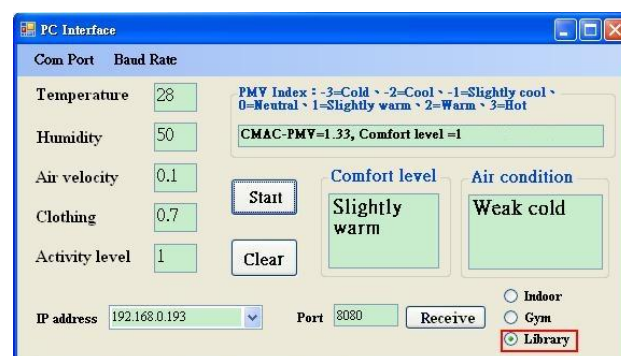 PC Interface
Com Port Baud Rate
Temperature 28
Humidity 50
Air velocity 0.1
Clothing 0.7
Activity level 1
PMV Index：-3=Cold、-2=Cool、-1=Slightly cool、
0=Neutral、1=Slightly warm、2=Warm、3=Hot
CMAC-PMV=1.33, Comfort level =1
Start
Clear
Comfort level
Slightly
warm
Air condition
Weak cold
IP address 192.168.0.193
Port 8080
Receive
Indoor
Gym
Library